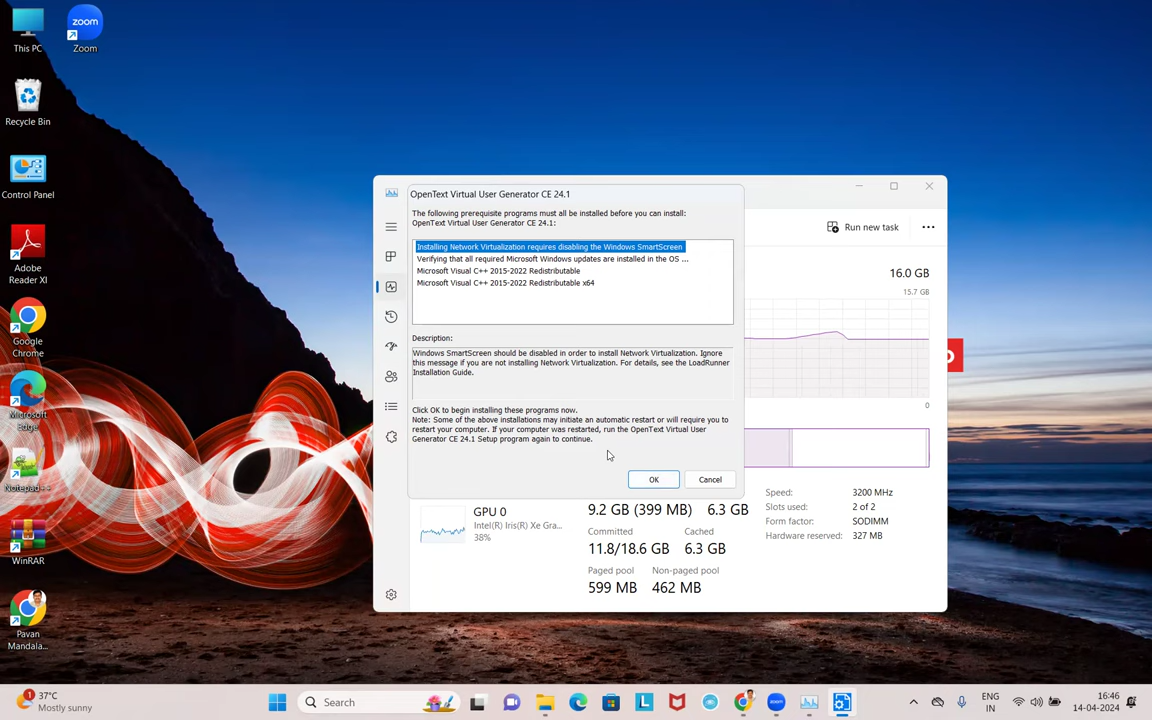 This PC
zoom
Zoom
Recycle Bin
Control Panel
Adobe
Reader XI
Google
Chrome
Microsoft
Edge
Notepad++
WinRAR
Pavan
Mandala...
OpenText Virtual User Generator CE 24.1
The following prerequisite programs must all be installed before you can install:
OpenText Virtual User Generator CE 24.1:
Installing Network Virtualization requires disabling the Windows SmartScreen
Verifying that all required Microsoft Windows updates are installed in the OS ...
Microsoft Visual C++ 2015-2022 Redistributable
Microsoft Visual C++ 2015-2022 Redistributable x64
Description:
Windows SmartScreen should be disabled in order to install Network Virtualization. Ignore
this message if you are not installing Network Virtualization. For details, see the LoadRunner
Installation Guide.
Click OK to begin installing these programs now.
Note: Some of the above installations may initiate an automatic restart or will require you to
restart your computer. If your computer was restarted, run the OpenText Virtual User
Generator CE 24.1 Setup program again to continue.
OK
Cancel
Run new task
16.0 GB
15.7 GB
0
GPU 0
Intel(R) Iris(R) Xe Gra...
38%
9.2 GB (399 MB)
6.3 GB
Committed
Cached
11.8/18.6 GB
6.3 GB
Paged pool
Non-paged pool
599 MB
462 MB
Speed:
3200 MHz
Slots used:
2 of 2
Form factor:
SODIMM
Hardware reserved:
327 MB
1
37°C
Mostly sunny
Search
L
zoom
ENG
IN
16:46
14-04-2024